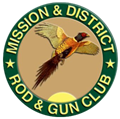 MISSION & DISTRICT
ROD & GUN CLUB